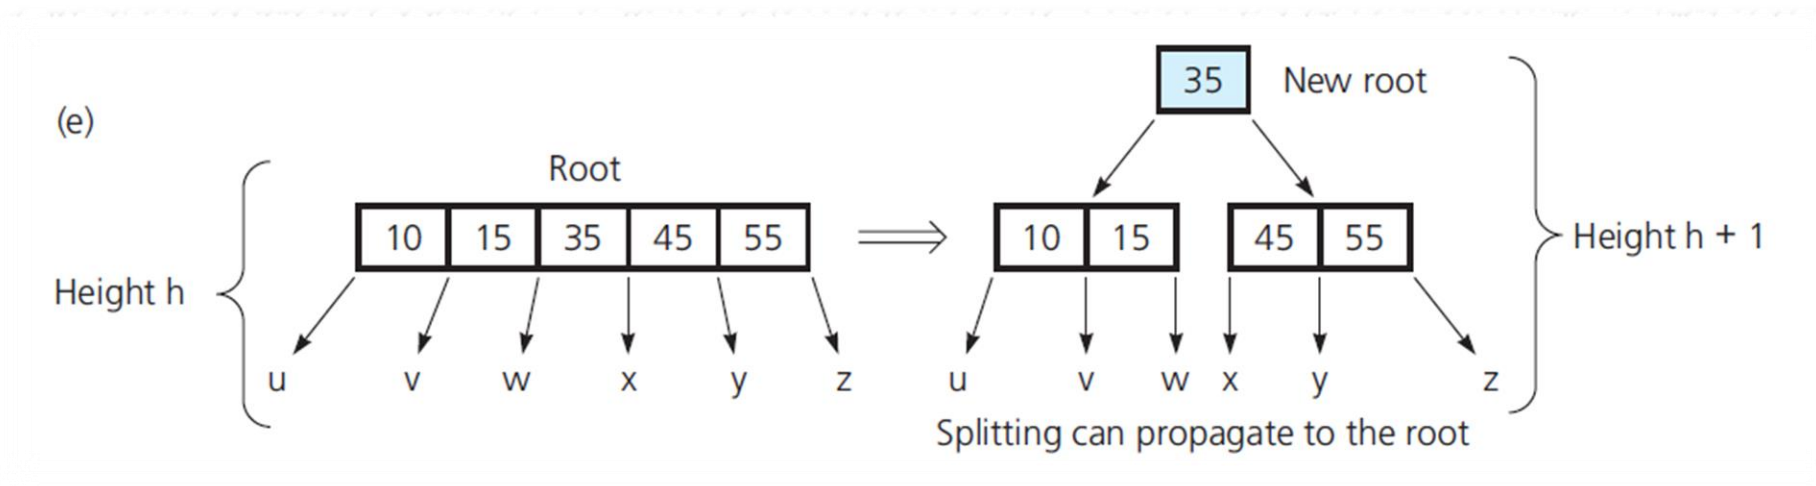 35 New root
(e)
Root
10 15 35 45 55
10 15 45 55
Height h + 1
Height h
u v w x y z
u v w x y z
Splitting can propagate to the root